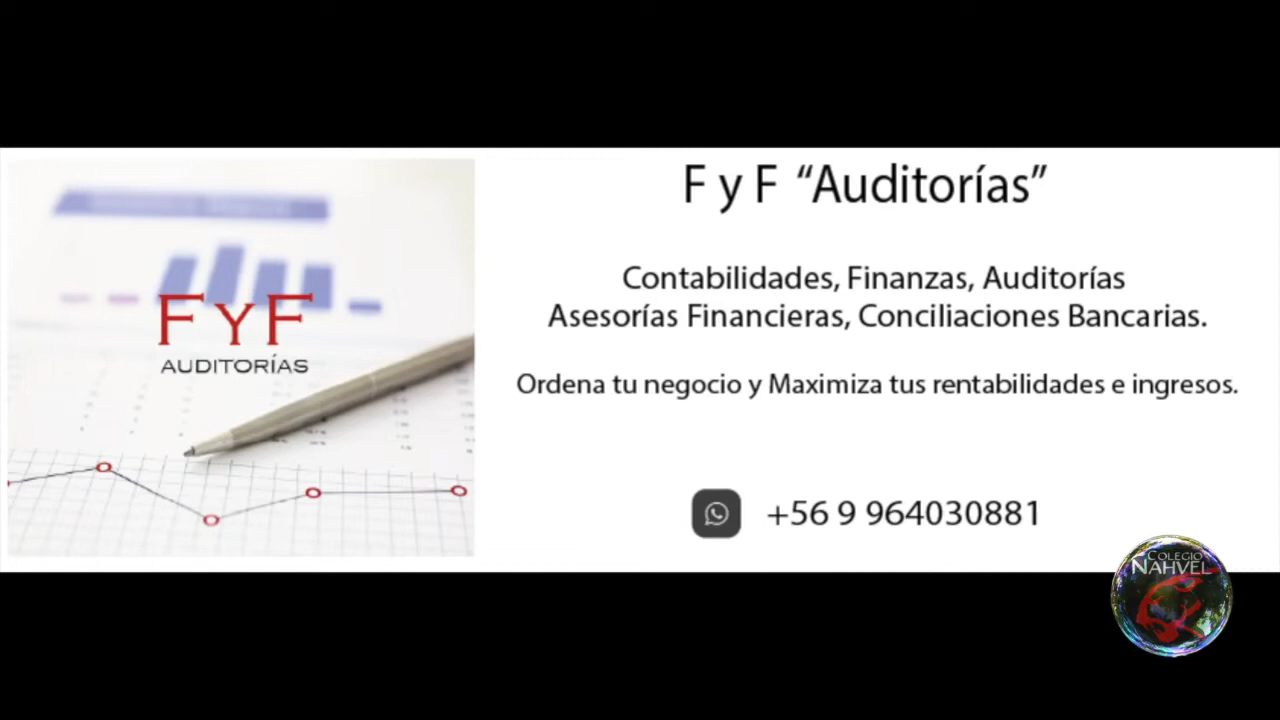 F y F “Auditorías”
Contabilidades, Finanzas, Auditorías
Asesorías Financieras, Conciliaciones Bancarias.
Ordena tu negocio y Maximiza tus rentabilidades e ingresos.
+56 9 964030881
FYF
AUDITORÍAS
COLEGIO
NAHVEL